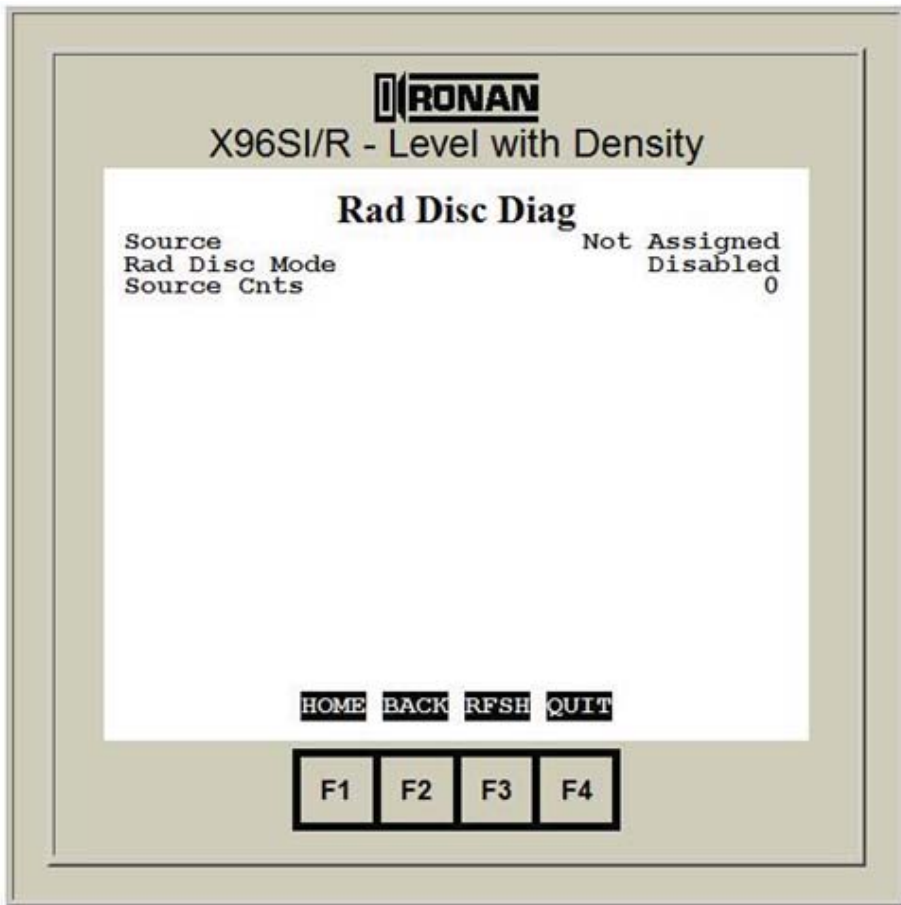 RONAN
X96SI/R - Level with Density
Rad Disc Diag
Source Not Assigned
Rad Disc Mode Disabled
Source Cnts 0
HOME BACK RFSH QUIT
F1 F2 F3 F4